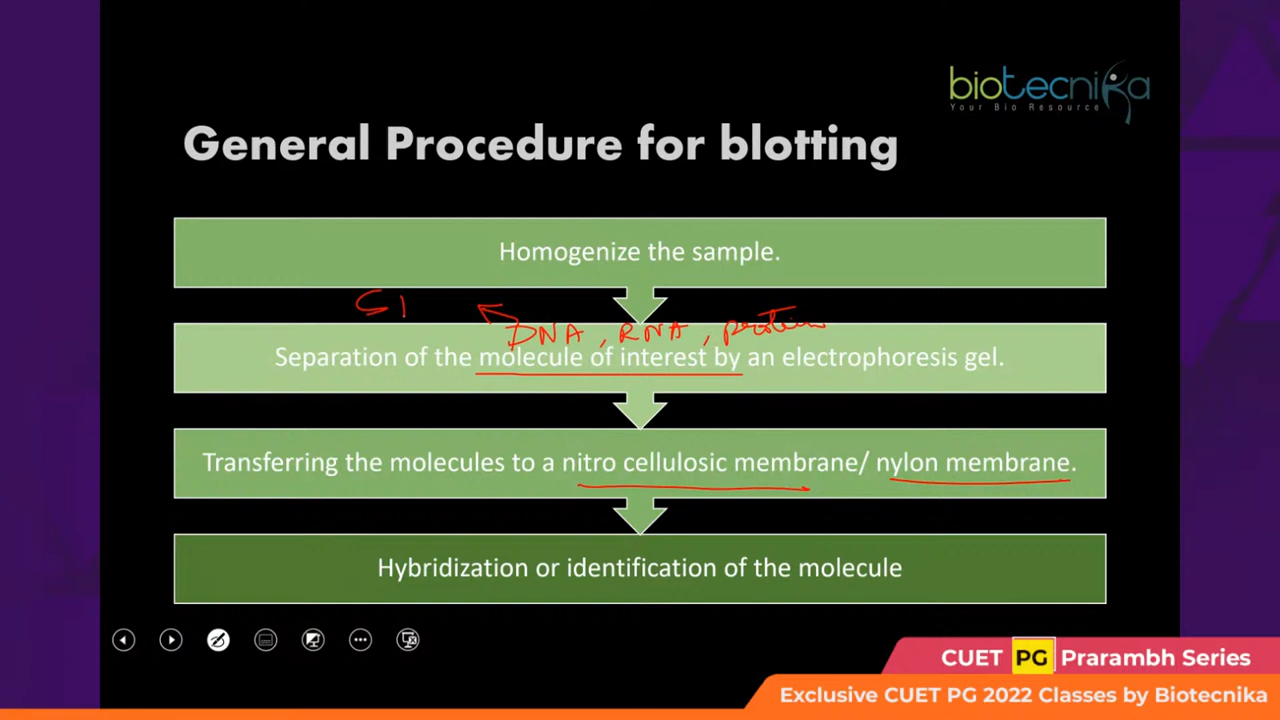 biotecnika
Your Bio Resource
General Procedure for blotting
Homogenize the sample.
DNA, RNA, protein
Separation of the molecule of interest by an electrophoresis gel.
Transferring the molecules to a nitro cellulosic membrane/ nylon membrane.
Hybridization or identification of the molecule
CUET PG Prarambh Series
Exclusive CUET PG 2022 Classes by Biotecnika